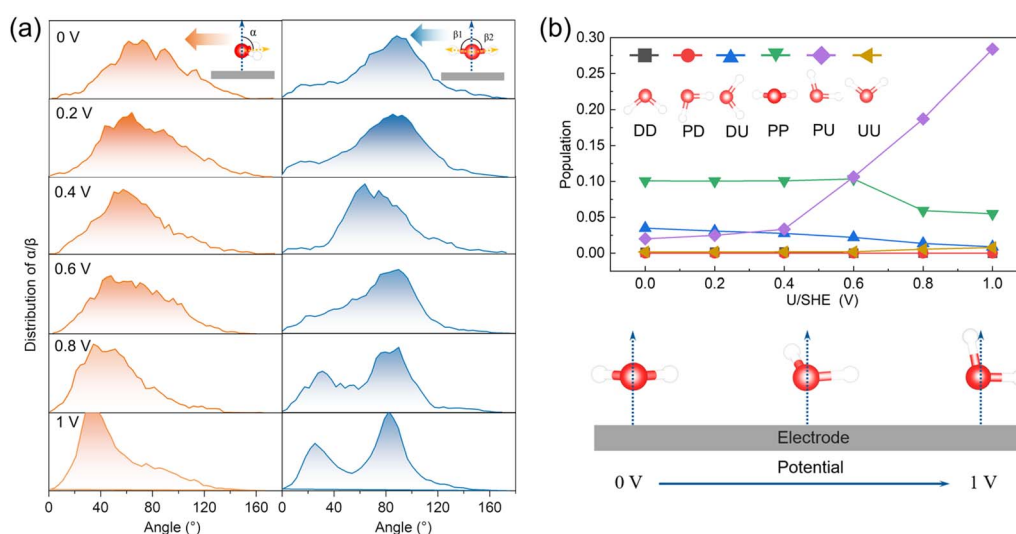 (a)
0 V
α
β1
β2
0.2 V
0.4 V
0.6 V
0.8 V
1 V
Distribution of α/β
0 40 80 120 160
0 40 80 120 160
Angle (°)
Angle (°)
(b)
0.30
0.25
0.20
0.15
0.10
0.05
0.00
Population
DD PD DU PP PU UU
0.0 0.2 0.4 0.6 0.8 1.0
U/SHE (V)
Electrode
Potential
0 V
1 V